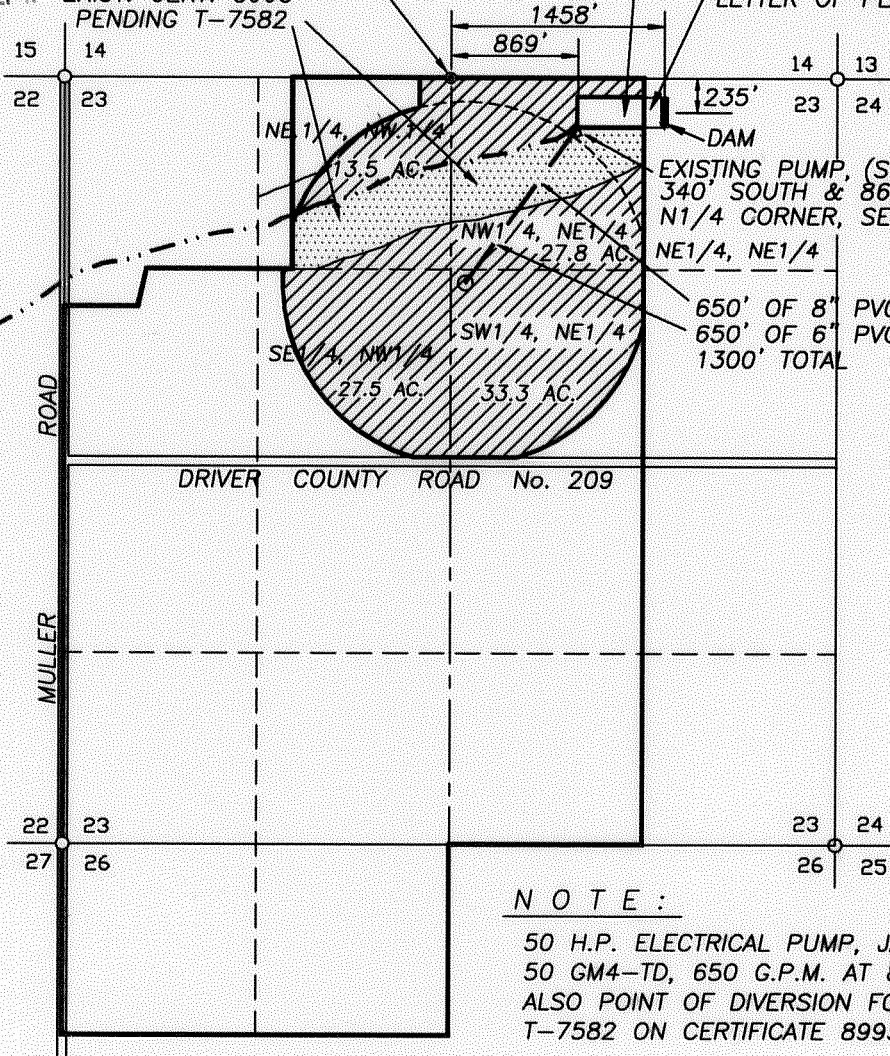 PENDING T-7582
1458'
869'
15 14
22 23
14 13
23 24
235'
DAM
NE 1/4, NW 1/4
13.5 AC.
EXISTING PUMP,
340' SOUTH &
N1/4 CORNER,
NW1/4, NE1/4
27.8 AC.
NE1/4, NE1/4
650' OF 8" PVC
650' OF 6" PVC
1300' TOTAL
SE1/4, NW1/4
27.5 AC.
SW1/4, NE1/4
33.3 AC.
ROAD
MULLER
DRIVER COUNTY ROAD No. 209
22 23
27 26
23 24
26 25
NOTE:
50 H.P. ELECTRICAL PUMP,
50 GM4-TD, 650 G.P.M. AT
ALSO POINT OF DIVERSION
T-7582 ON CERTIFICATE